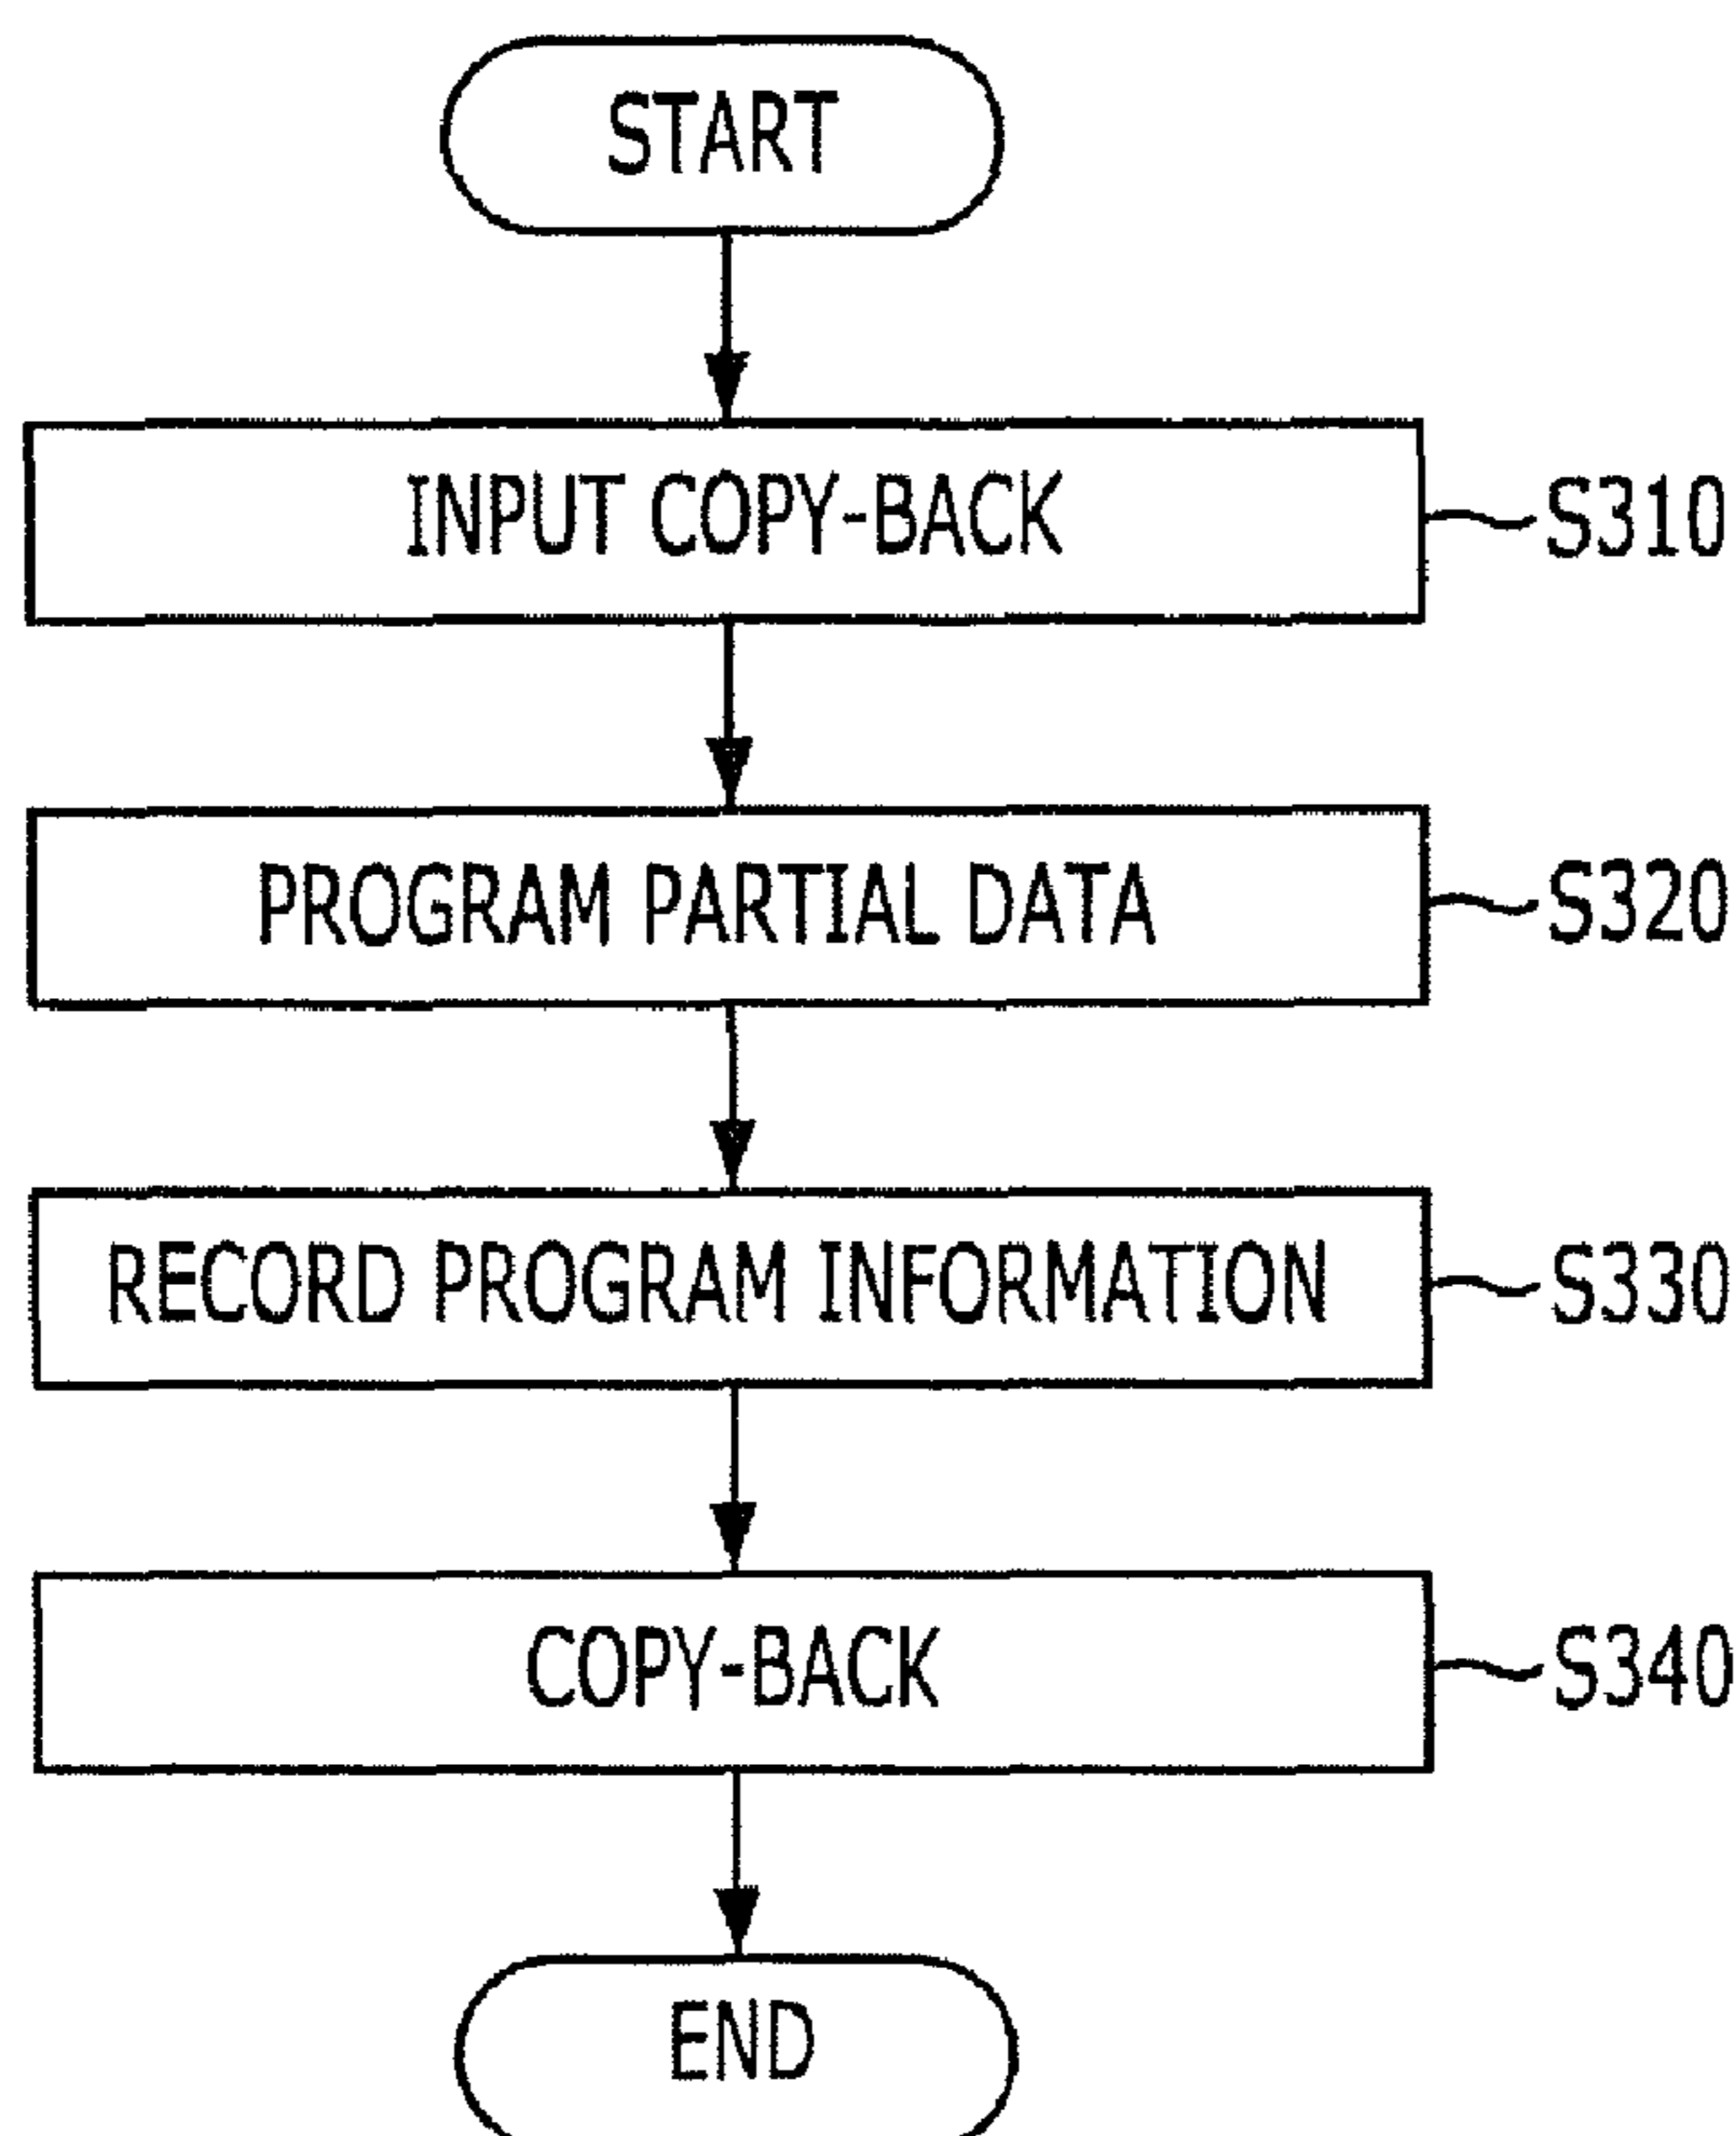 START
INPUT COPY-BACK
S310
PROGRAM PARTIAL DATA
S320
RECORD PROGRAM INFORMATION
S330
COPY-BACK
S340
END